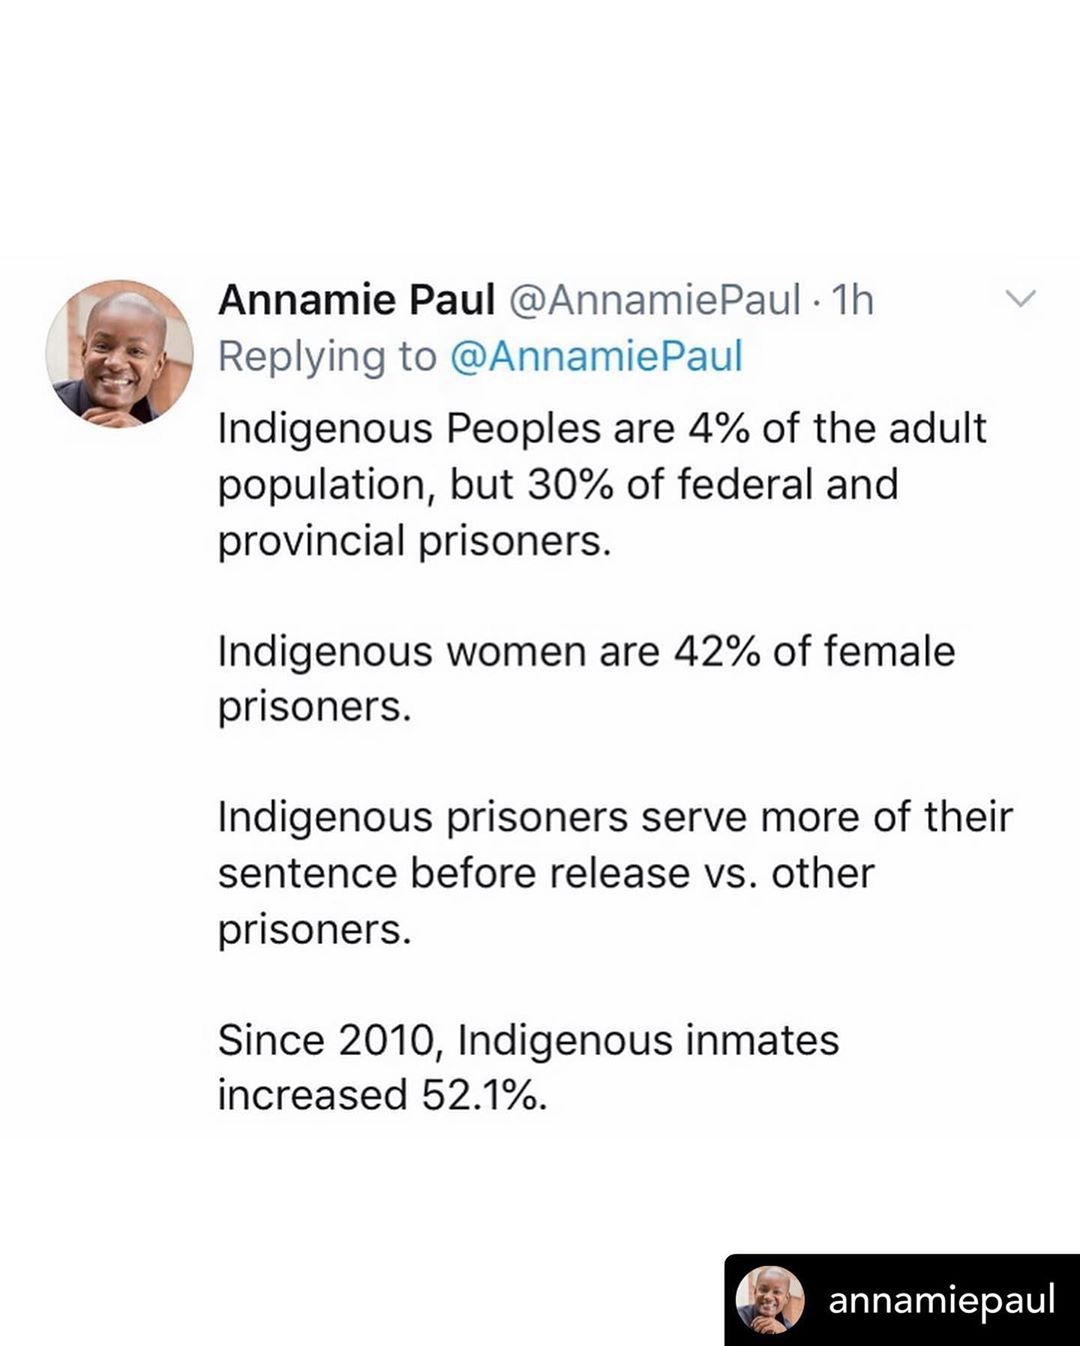 Annamie Paul @AnnamiePaul · 1h
Replying to @AnnamiePaul
Indigenous Peoples are 4% of the adult
population, but 30% of federal and
provincial prisoners.
Indigenous women are 42% of female
prisoners.
Indigenous prisoners serve more of their
sentence before release vs. other
prisoners.
Since 2010, Indigenous inmates
increased 52.1%.
annamiepaul